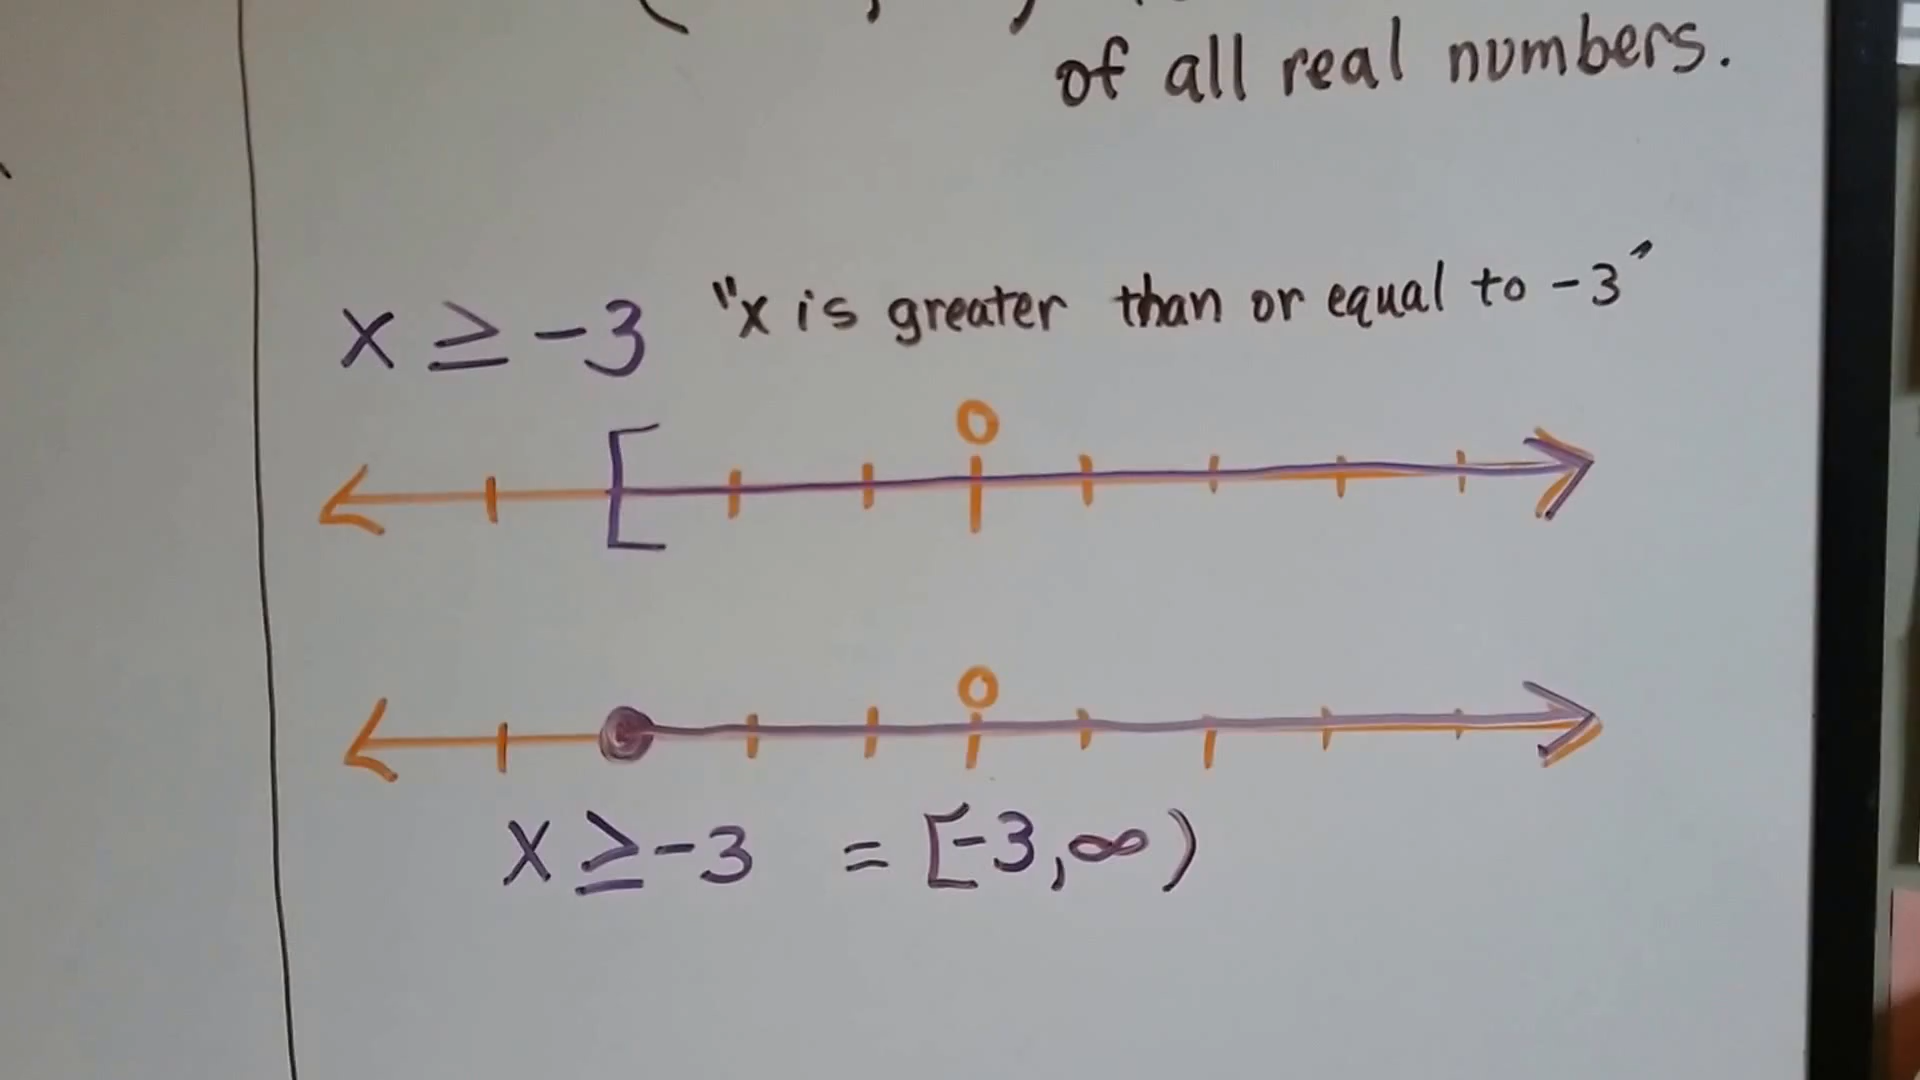 of all real numbers.
x ≥ -3 "x is greater than or equal to -3"
0
0
x ≥ -3 = [-3, ∞)